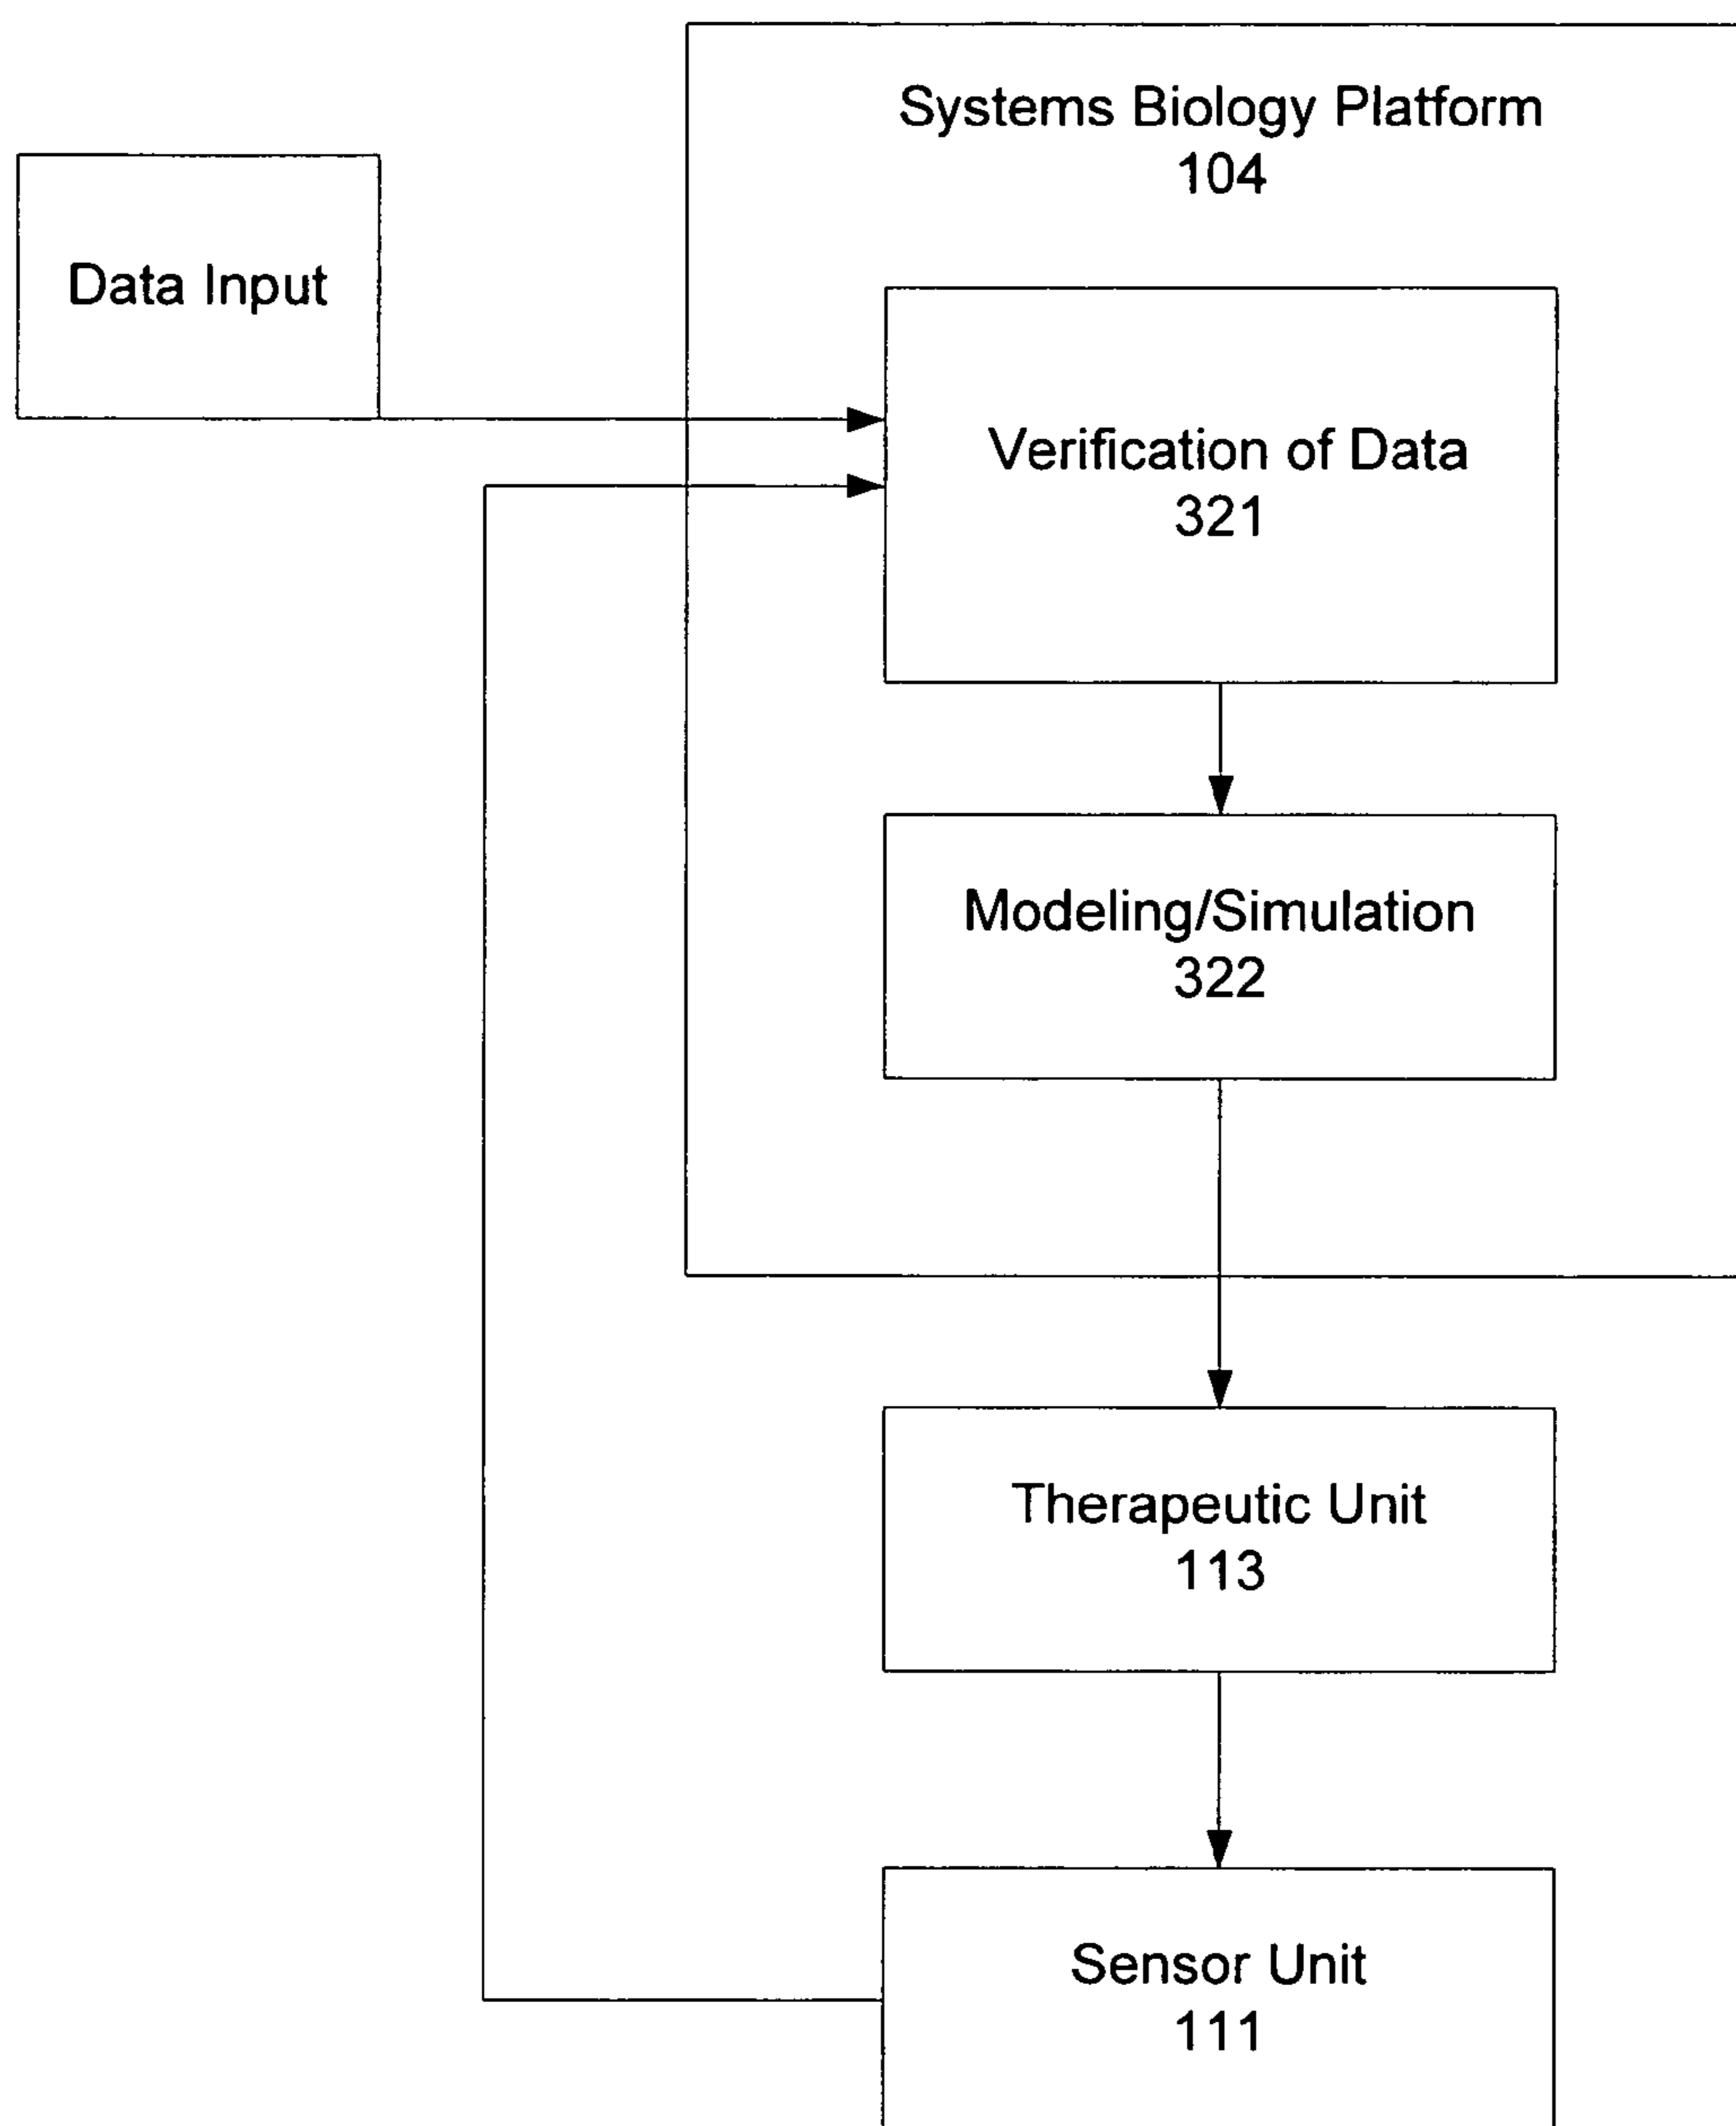 Systems Biology Platform
104
Data Input
Verification of Data
321
Modeling/Simulation
322
Therapeutic Unit
113
Sensor Unit
111